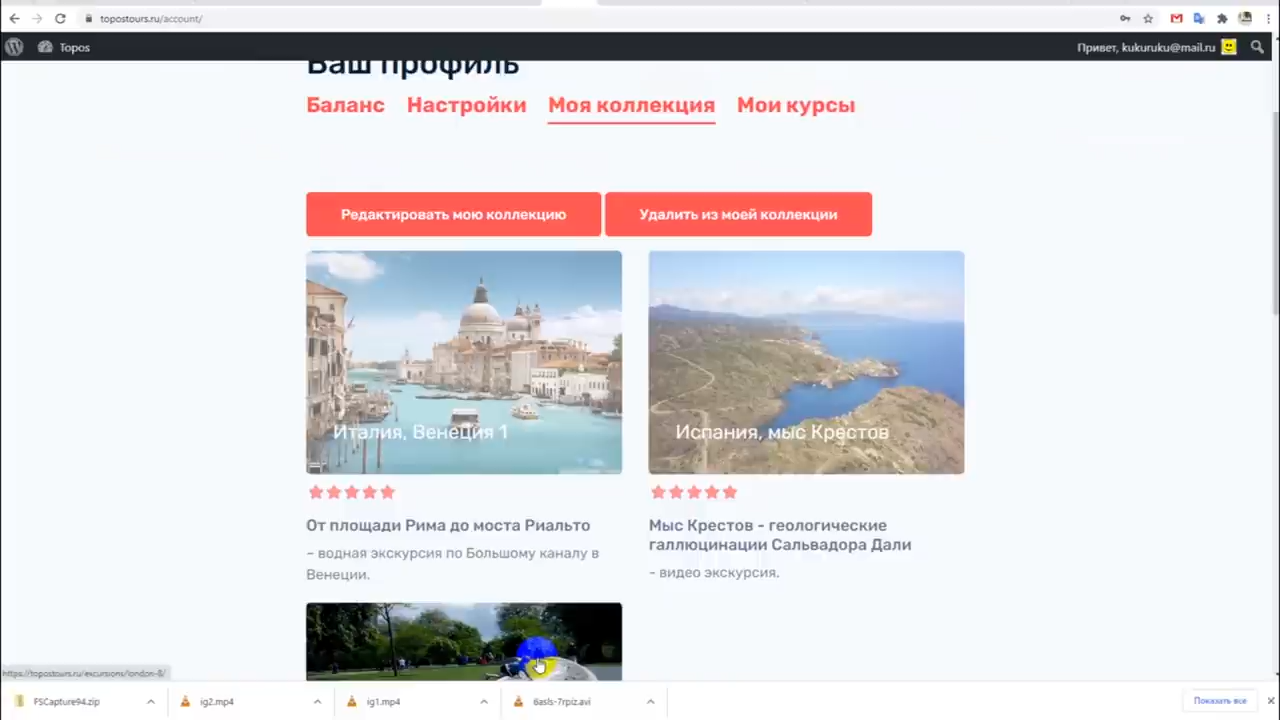 topostours.ru/account/
Topos
Привет, kukuruku@mail.ru
Ваш профиль
Баланс
Настройки
Моя коллекция
Мои курсы
Редактировать мою коллекцию
Удалить из моей коллекции
Италия, Венеция 1
Испания, мыс Крестов
От площади Рима до моста Риальто
– водная экскурсия по Большому каналу в
Венеции.
Мыс Крестов - геологические
галлюцинации Сальвадора Дали
- видео экскурсия.
https://topostours.ru/excursions/london-8/
FSCapture94.zip
ig2.mp4
ig1.mp4
6asls-7rpiz.avi
Показать все